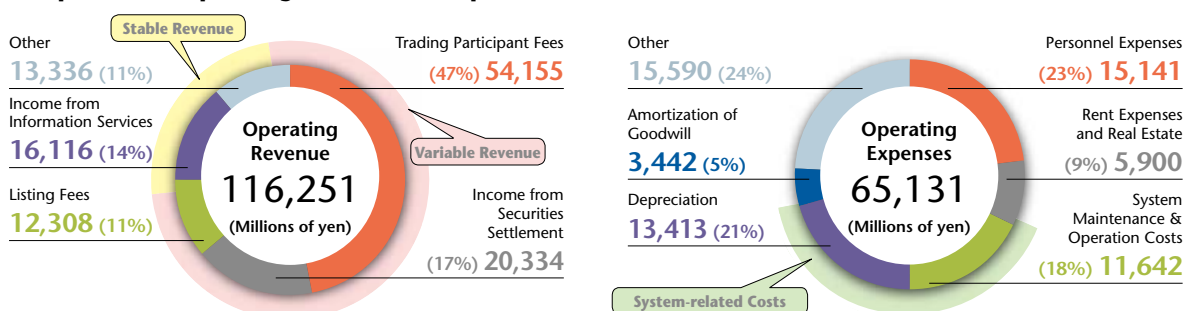 Stable Revenue
Other
13,336 (11%)
Income from
Information Services
16,116 (14%)
Listing Fees
12,308 (11%)
Operating
Revenue
116,251
(Millions of yen)
Trading Participant Fees
(47%) 54,155
Variable Revenue
Income from
Securities
Settlement
(17%) 20,334
Other
15,590 (24%)
Amortization of
Goodwill
3,442 (5%)
Depreciation
13,413 (21%)
System-related Costs
Operating
Expenses
65,131
(Millions of yen)
Personnel Expenses
(23%) 15,141
Rent Expenses
and Real Estate
(9%) 5,900
System
Maintenance &
Operation Costs
(18%) 11,642